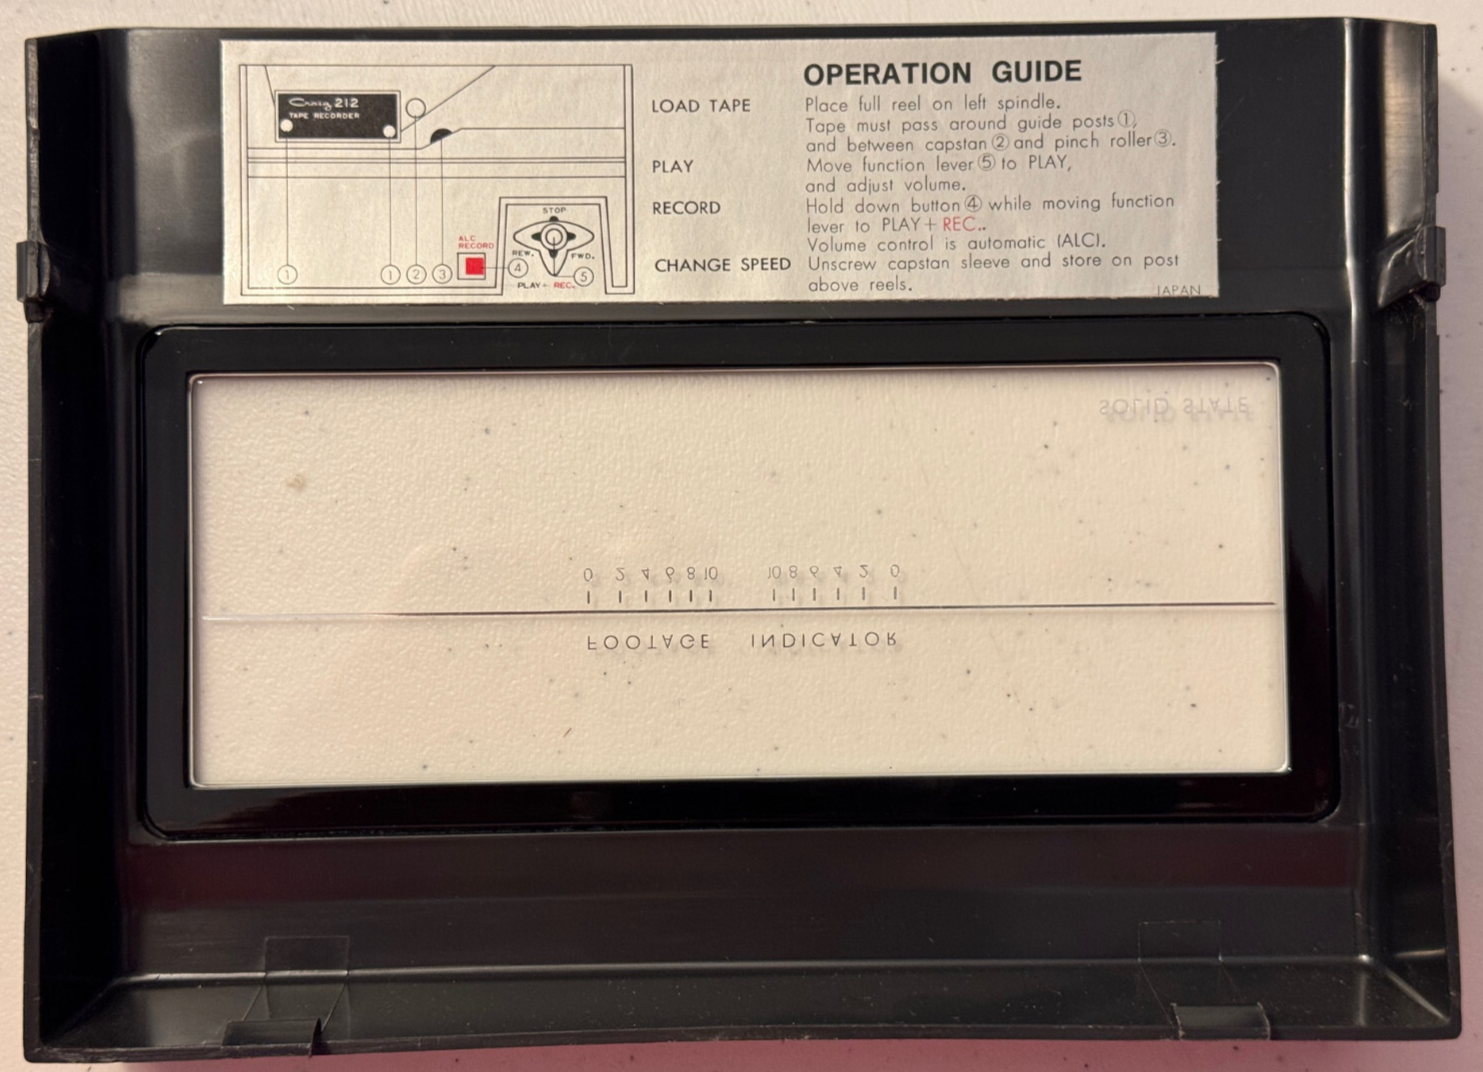 OPERATION GUIDE
Craig 212
TAPE RECORDER
STOP
REW.
FWD.
PLAY+ REC.
ALC
RECORD
① ① ② ③ ④ ⑤
LOAD TAPE Place full reel on left spindle.
Tape must pass around guide posts ①,
and between capstan ② and pinch roller ③.
PLAY Move function lever ⑤ to PLAY,
and adjust volume.
RECORD Hold down button ④ while moving function
lever to PLAY+ REC..
Volume control is automatic (ALC).
CHANGE SPEED Unscrew capstan sleeve and store on post
above reels.
JAPAN
SOLID STATE
0 2 4 6 8 10 10 8 6 4 2 0
FOOTAGE INDICATOR